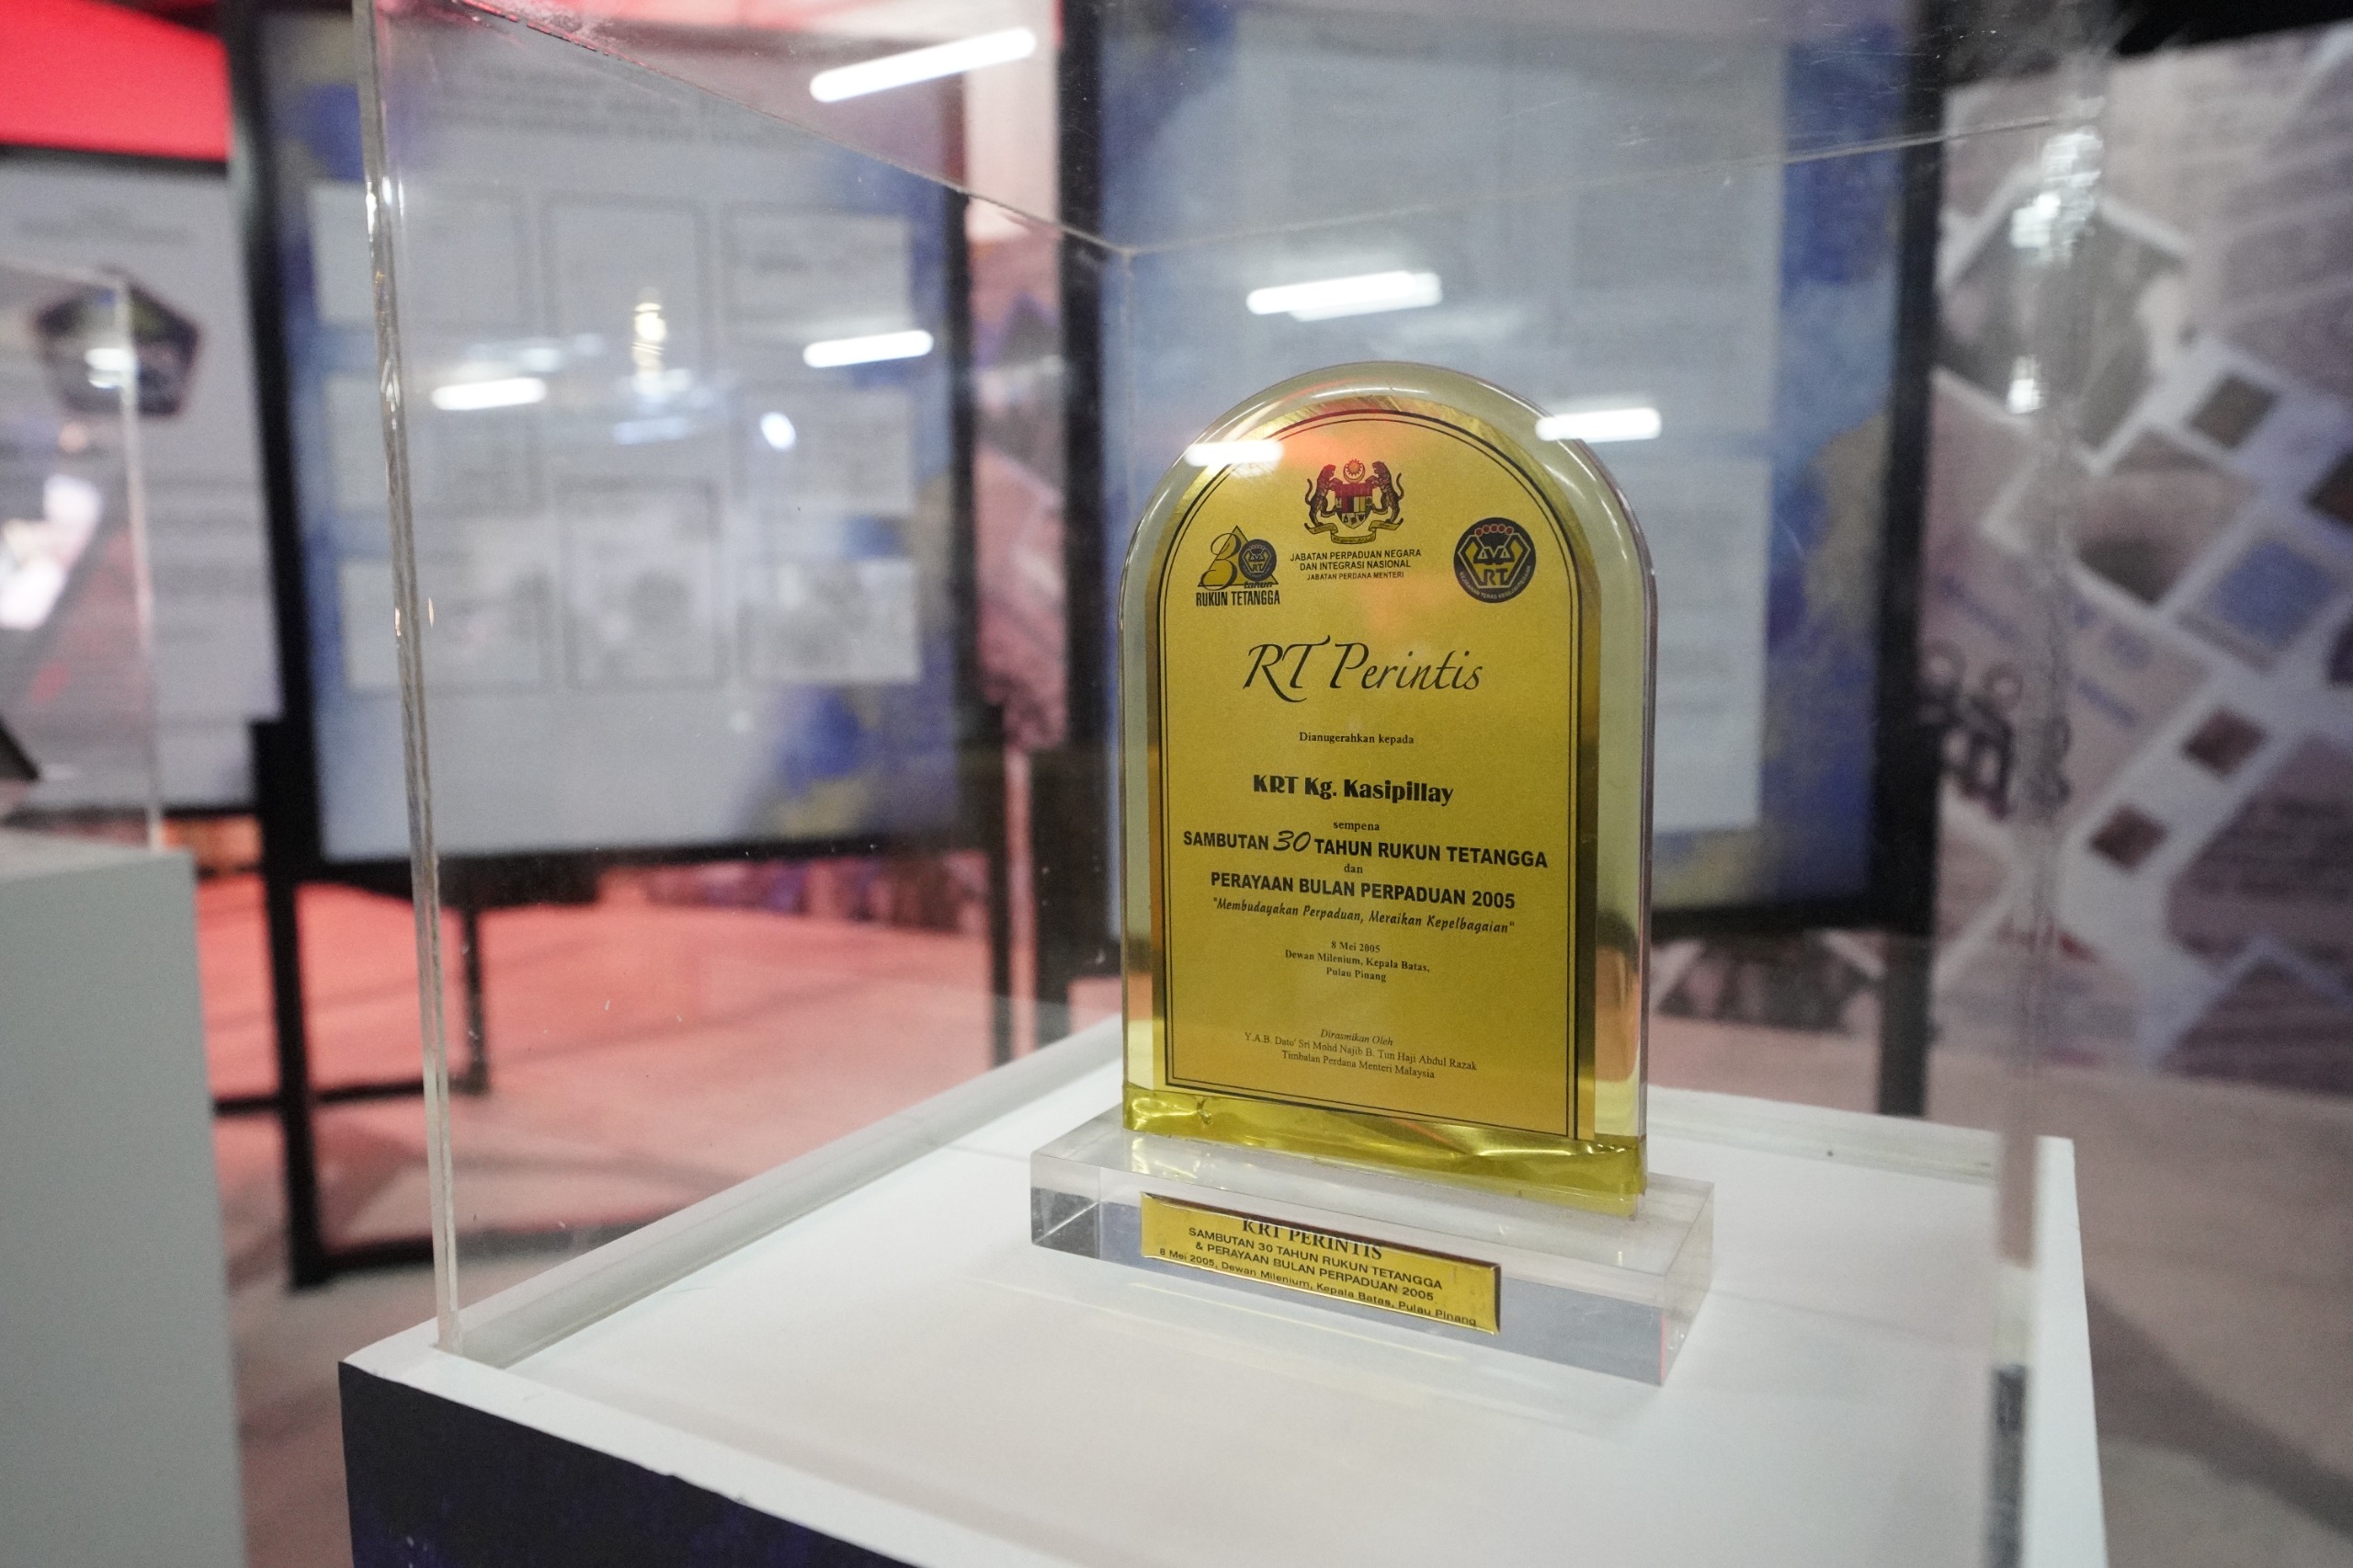 30 tahun
RUKUN TETANGGA
RT
JABATAN PERPADUAN NEGARA
DAN INTEGRASI NASIONAL
JABATAN PERDANA MENTERI
RT
RT Perintis
Dianugerahkan kepada
KRT Kg. Kasipillay
sempena
SAMBUTAN 30 TAHUN RUKUN TETANGGA
dan
PERAYAAN BULAN PERPADUAN 2005
"Membudayakan Perpaduan, Meraikan Kepelbagaian"
8 Mei 2005
Dewan Milenium, Kepala Batas,
Pulau Pinang
Dirasmikan Oleh
Y.A.B. Dato' Sri Mohd Najib B. Tun Haji Abdul Razak
Timbalan Perdana Menteri Malaysia
KRT PERINTIS
SAMBUTAN 30 TAHUN RUKUN TETANGGA
& PERAYAAN BULAN PERPADUAN 2005
8 Mei 2005, Dewan Milenium, Kepala Batas, Pulau Pinang